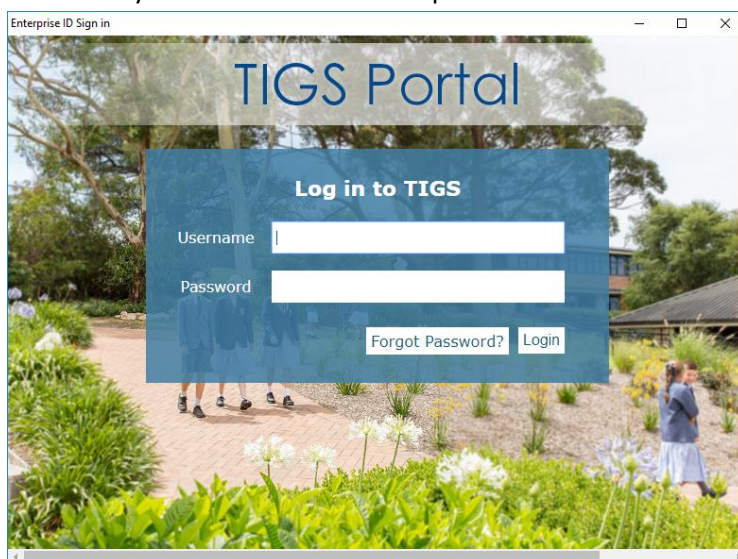 Enterprise ID Sign in
TIGS Portal
Log in to TIGS
Username
Password
Forgot Password? Login